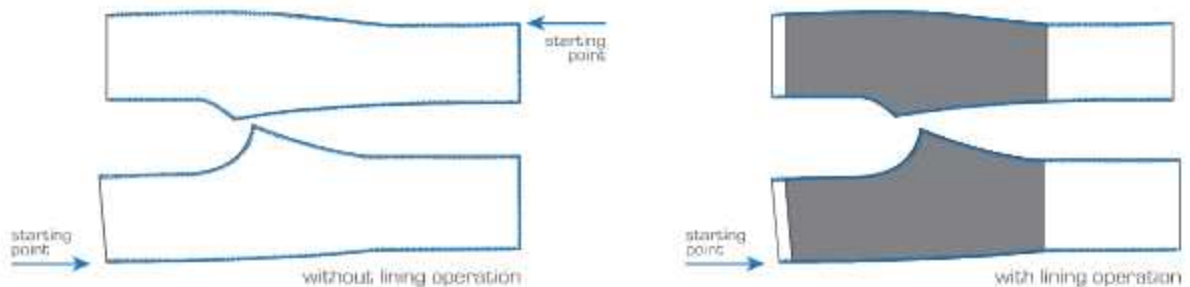 starting
point
starting
point
without lining operation
starting
point
with lining operation